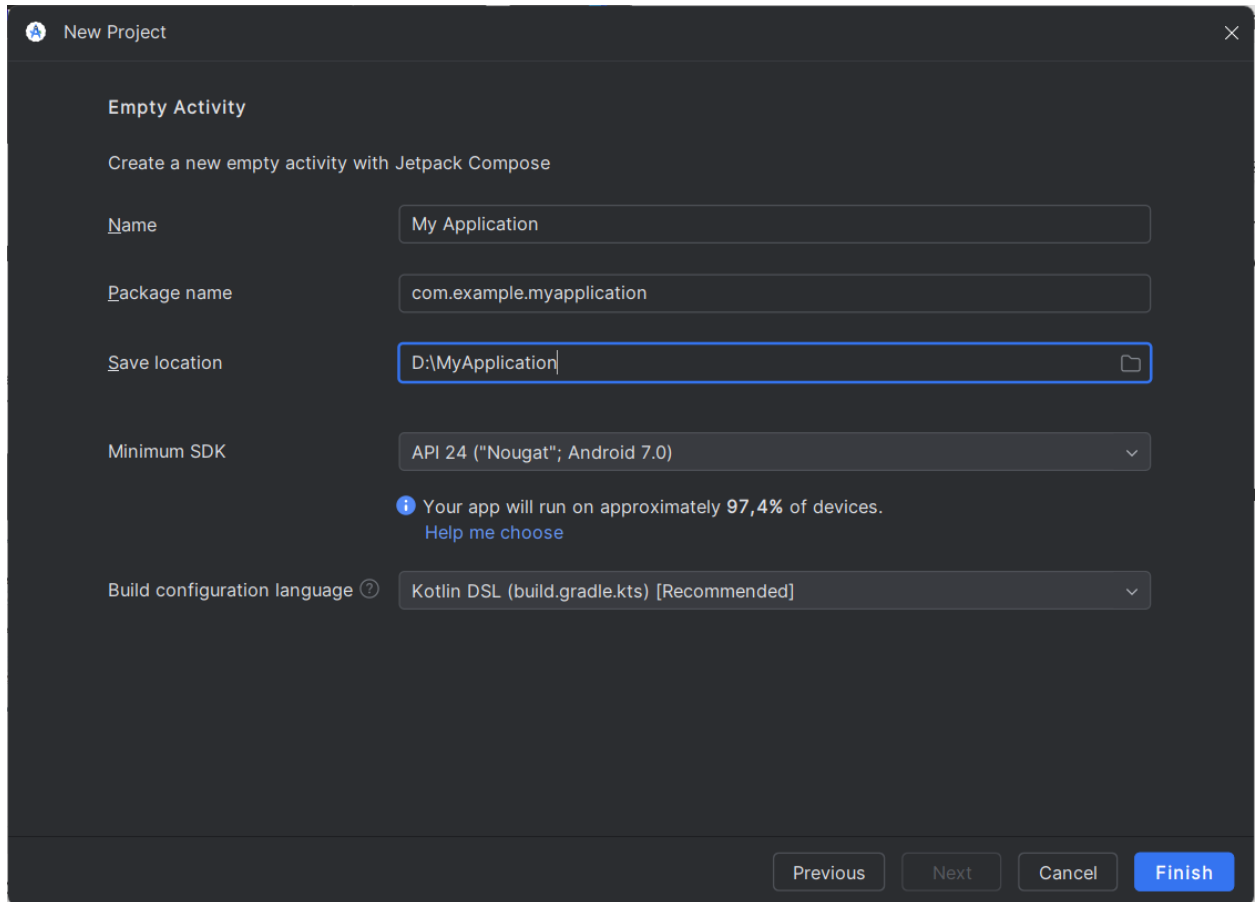 New Project
Empty Activity
Create a new empty activity with Jetpack Compose
Name
My Application
Package name
com.example.myapplication
Save location
D:\MyApplication
Minimum SDK
API 24 ("Nougat"; Android 7.0)
Your app will run on approximately 97,4% of devices.
Help me choose
Build configuration language
Kotlin DSL (build.gradle.kts) [Recommended]
Previous
Next
Cancel
Finish